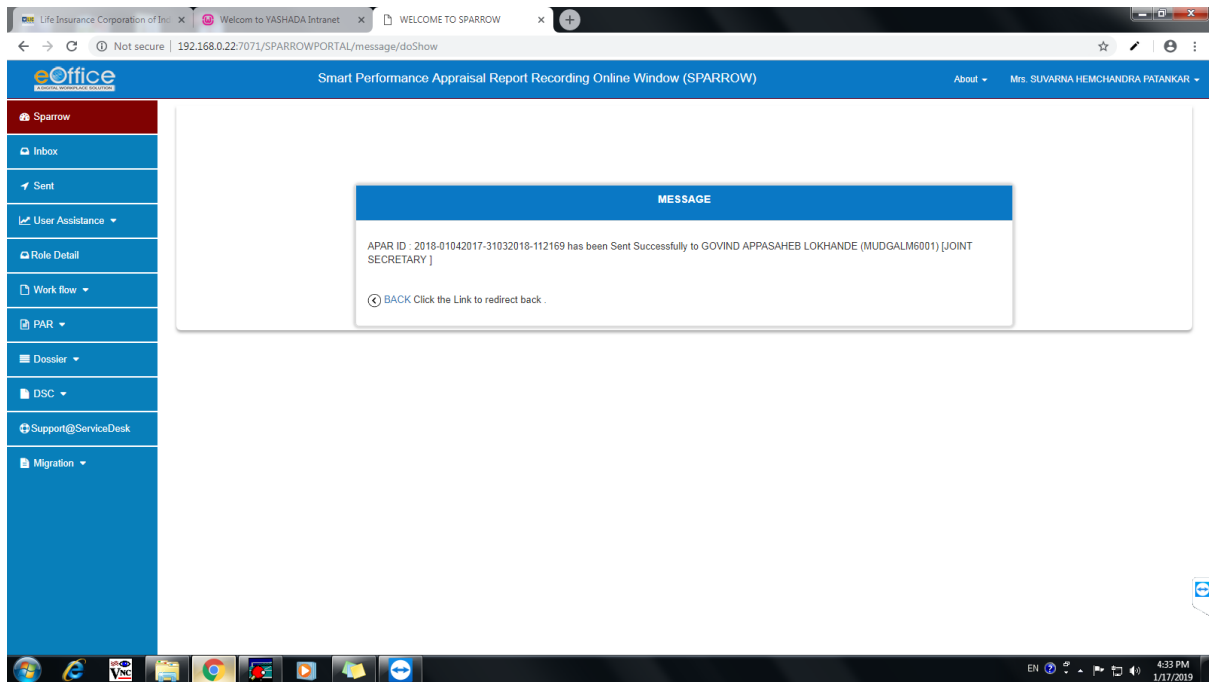 Life Insurance Corporation of Ind
Welcom to YASHADA Intranet
WELCOME TO SPARROW
Not secure | 192.168.0.22:7071/SPARROWPORTAL/message/doShow
eOffice
A DIGITAL WORKPLACE SOLUTION
Smart Performance Appraisal Report Recording Online Window (SPARROW)
About
Mrs. SUVARNA HEMCHANDRA PATANKAR
Sparrow
Inbox
Sent
User Assistance
Role Detail
Work flow
PAR
Dossier
DSC
Support@ServiceDesk
Migration
MESSAGE
APAR ID : 2018-01042017-31032018-112169 has been Sent Successfully to GOVIND APPASAHEB LOKHANDE (MUDGALM6001) [JOINT
SECRETARY ]
BACK Click the Link to redirect back .
VNC
EN
4:33 PM
1/17/2019